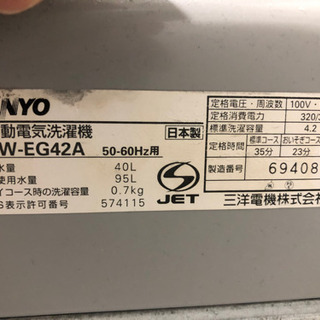 NYO
動電気洗濯機
W-EG42A 50-60Hz用
日本製
水量 40L
使用水量 95L
イコース時の洗濯容量 0.7kg
S表示許可番号 574115
S JET
定格電圧・周波数 100V・
定格消費電力 320/
標準洗濯容量 4.2
定格時間 標準コース おいそぎコース
35分 23分
製造番号 69408
三洋電機株式会